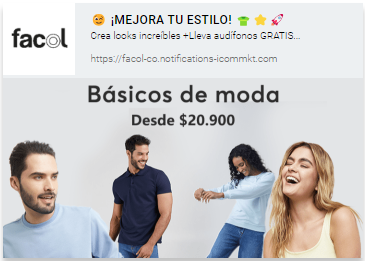 facol
😊 ¡MEJORA TU ESTILO! 👕⭐🚀
Crea looks increíbles +Lleva audífonos GRATIS...
https://facol-co.notifications-icommkt.com
Básicos de moda
Desde $20.900